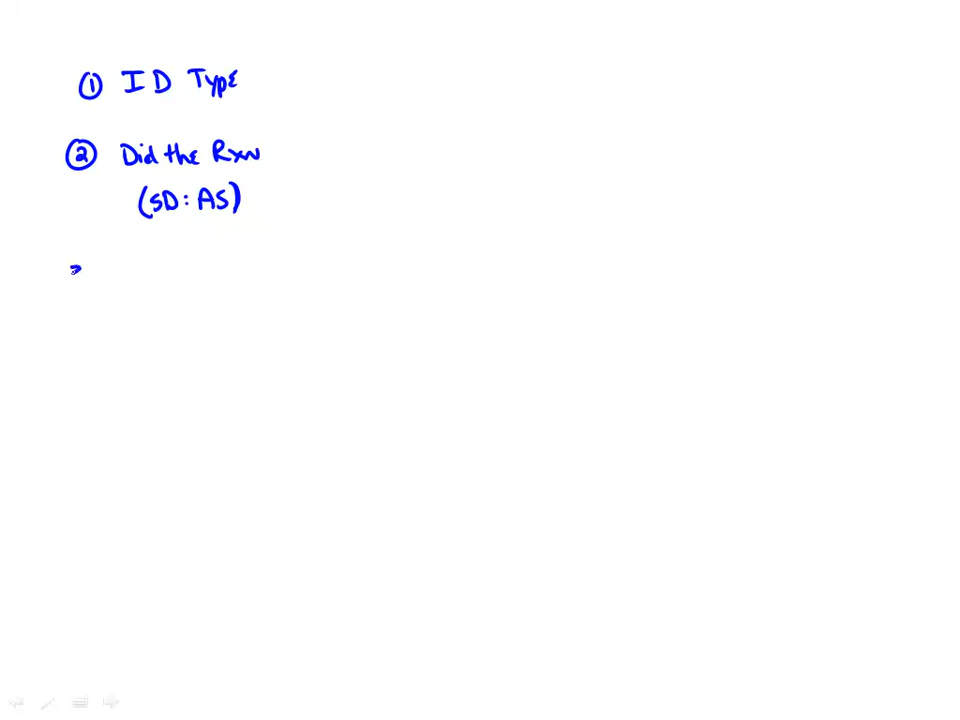 ① ID Type
② Did the Rxn
(SD: AS)